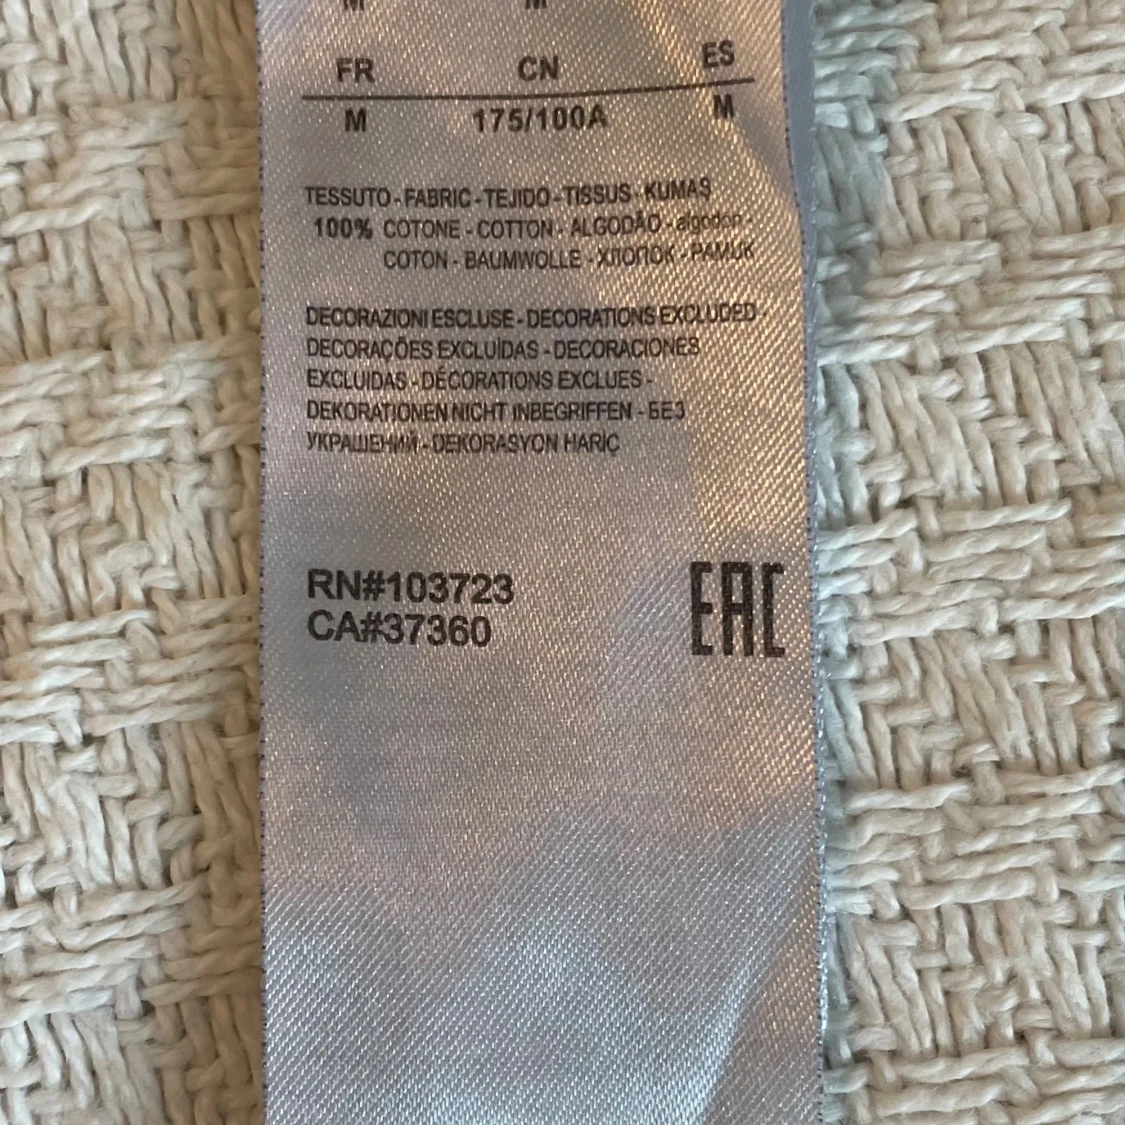 M M
FR CN ES
M 175/100A M
TESSUTO - FABRIC - TEJIDO - TISSUS - KUMAŞ
100% COTONE - COTTON - ALGODÃO - algodon -
COTON - BAUMWOLLE - ХЛОПОК - PAMUK
DECORAZIONI ESCLUSE - DECORATIONS EXCLUDED -
DECORAÇÕES EXCLUÍDAS - DECORACIONES
EXCLUIDAS - DÉCORATIONS EXCLUES -
DEKORATIONEN NICHT INBEGRIFFEN - БЕЗ
УКРАШЕНИЙ - DEKORASYON HARİÇ
RN#103723
CA#37360
EAC